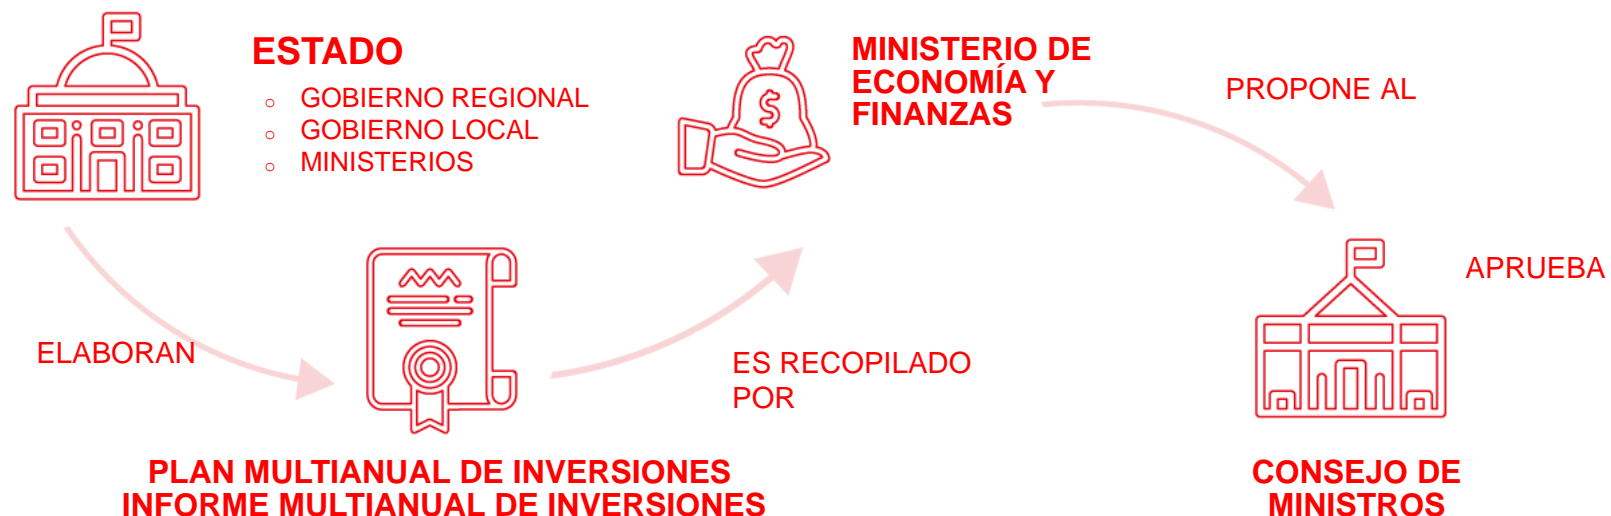 ESTADO
GOBIERNO REGIONAL
GOBIERNO LOCAL
MINISTERIOS
ELABORAN
PLAN MULTIANUAL DE INVERSIONES
INFORME MULTIANUAL DE INVERSIONES
ES RECOPILADO
POR
$
MINISTERIO DE
ECONOMÍA Y
FINANZAS
PROPONE AL
CONSEJO DE
MINISTROS
APRUEBA